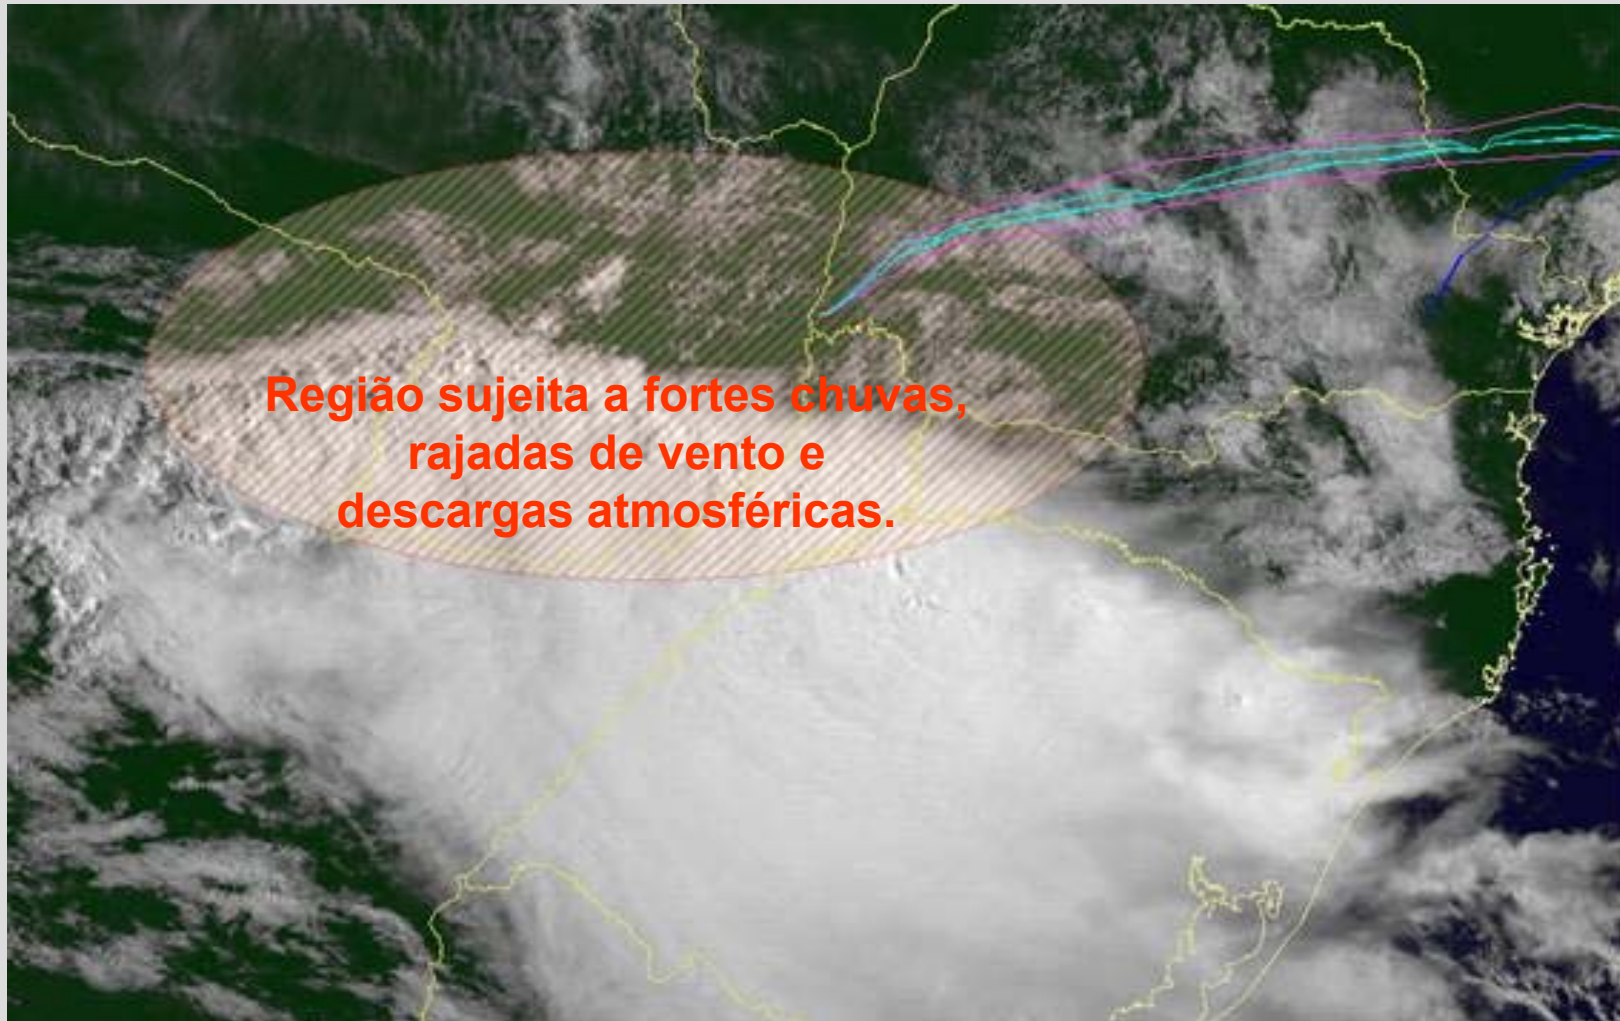 Região sujeita a fortes chuvas,
rajadas de vento e
descargas atmosféricas.